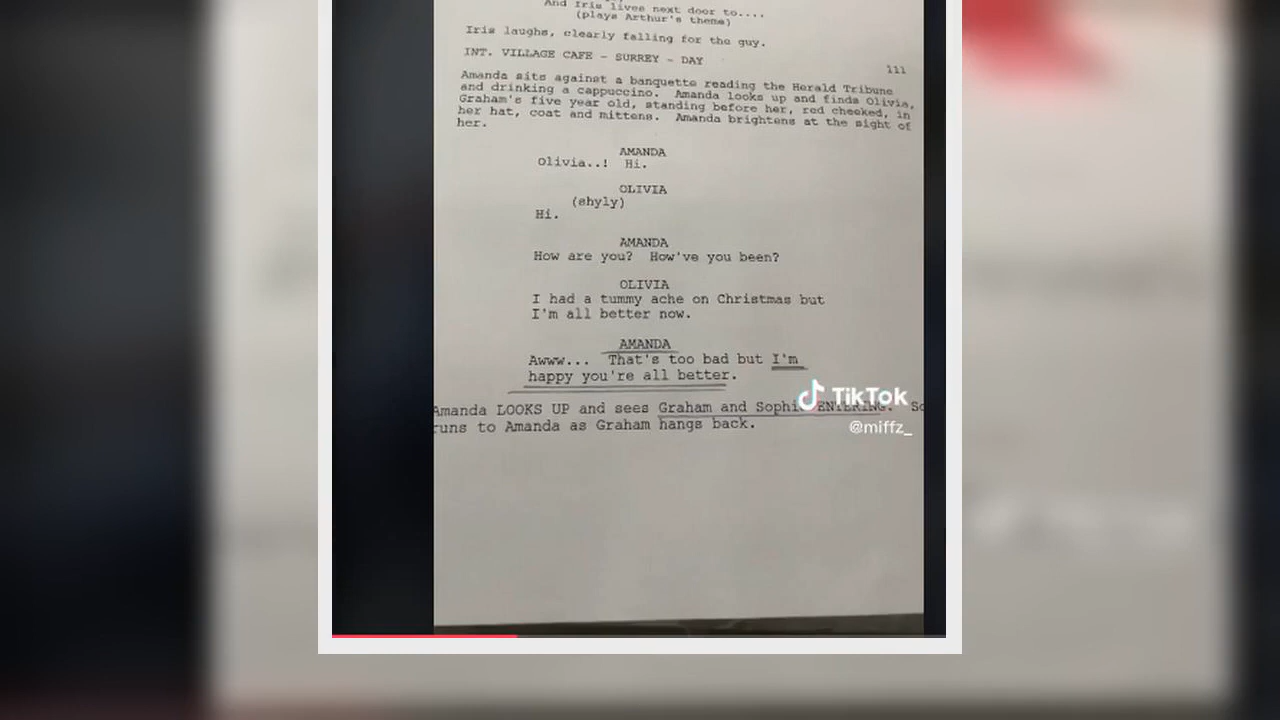 And Iris lives next door to....
(plays Arthur's theme)
Iris laughs, clearly falling for the guy.
INT. VILLAGE CAFE - SURREY - DAY
111
Amanda sits against a banquette reading the Herald Tribune
and drinking a cappuccino. Amanda looks up and finds Olivia,
Graham's five year old, standing before her, red cheeked, in
her hat, coat and mittens. Amanda brightens at the sight of
her.
AMANDA
Olivia..! Hi.
OLIVIA
(shyly)
Hi.
AMANDA
How are you? How've you been?
OLIVIA
I had a tummy ache on Christmas but
I'm all better now.
AMANDA
Awww... That's too bad but I'm
happy you're all better.
Amanda LOOKS UP and sees Graham and Sophie ENTERING. So
runs to Amanda as Graham hangs back.
TikTok
@miffz_